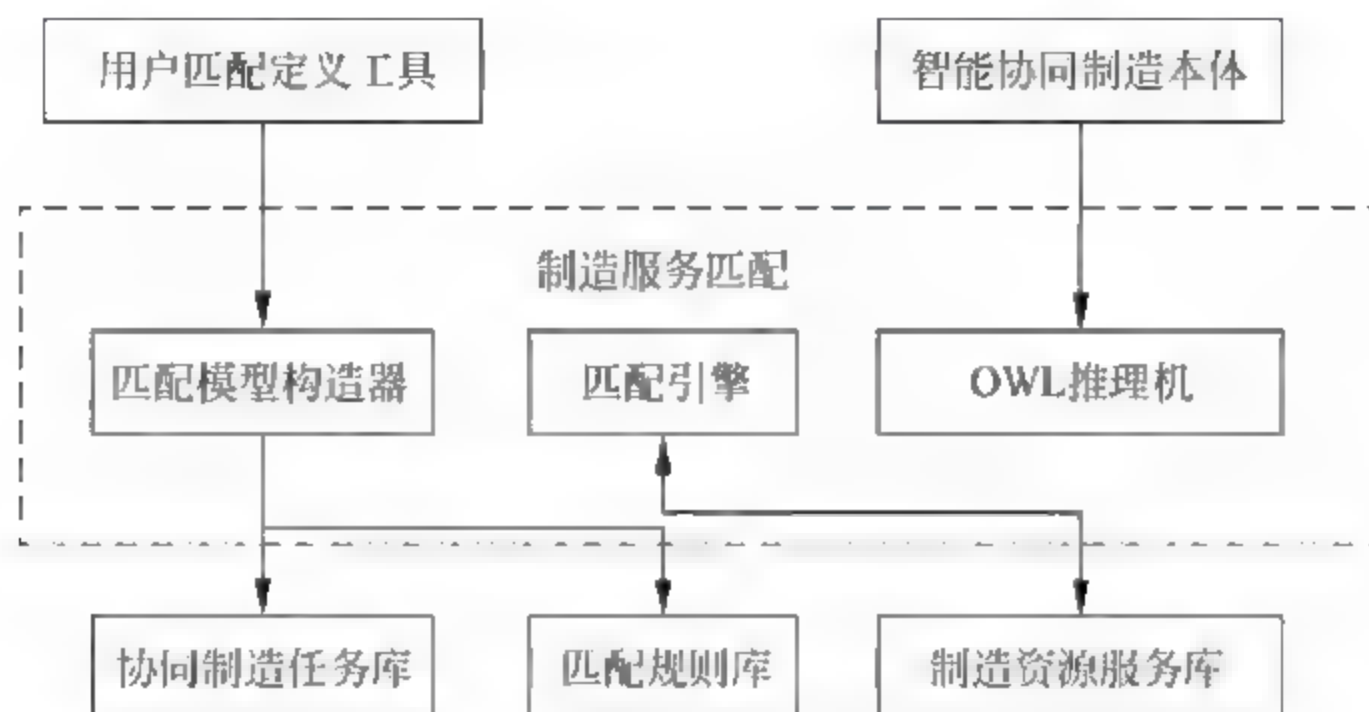 用户匹配定义工具
智能协同制造本体
制造服务匹配
匹配模型构造器
匹配引擎
OWL推理机
协同制造任务库
匹配规则库
制造资源服务库